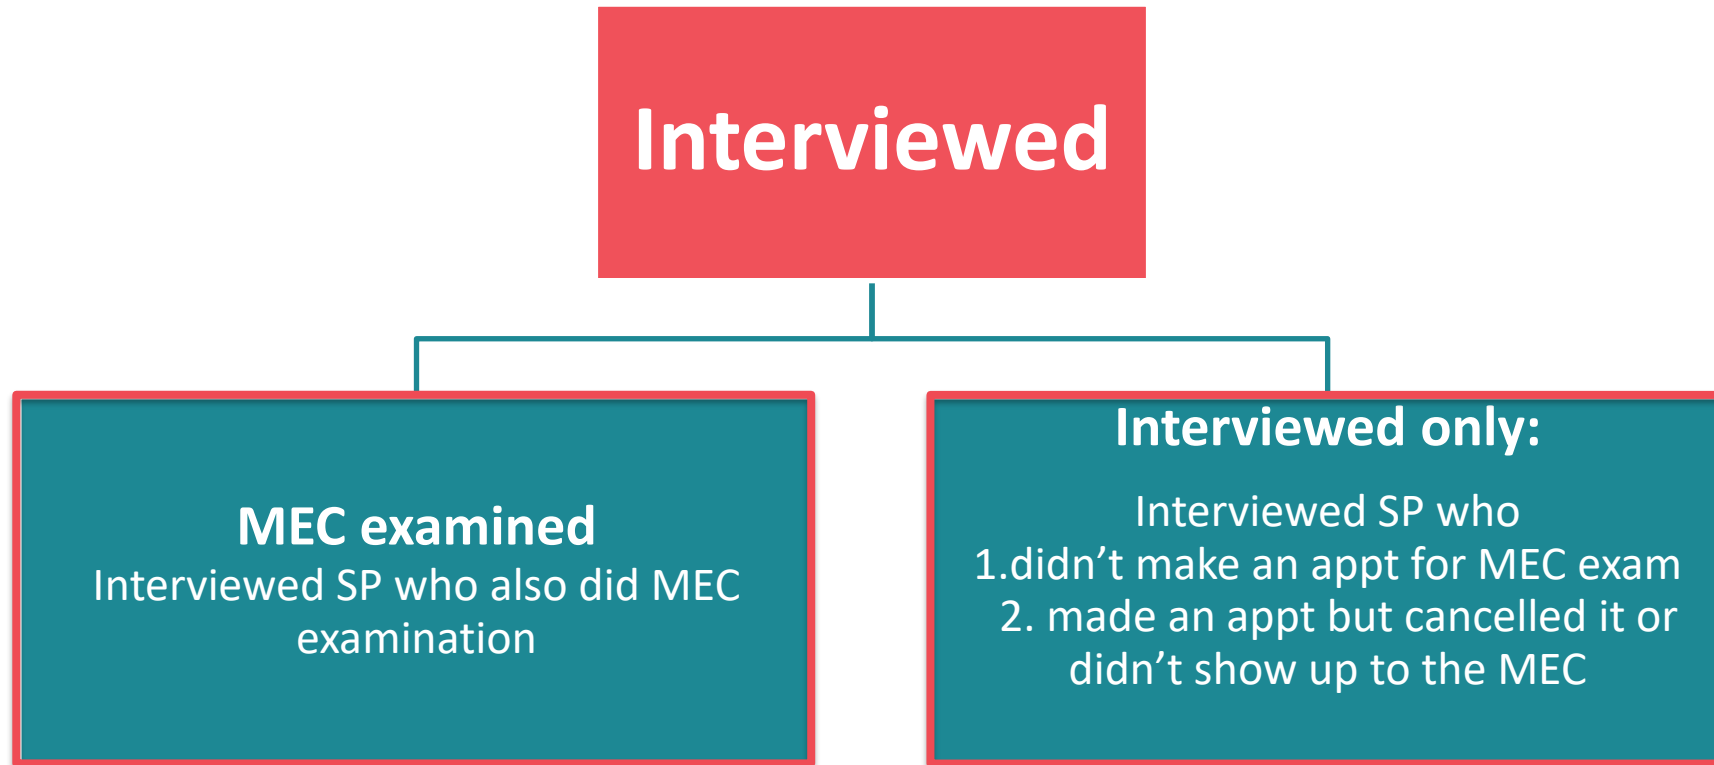 Interviewed
MEC examined
Interviewed SP who also did MEC
examination
Interviewed only:
Interviewed SP who
1.didn’t make an appt for MEC exam
2. made an appt but cancelled it or
didn’t show up to the MEC